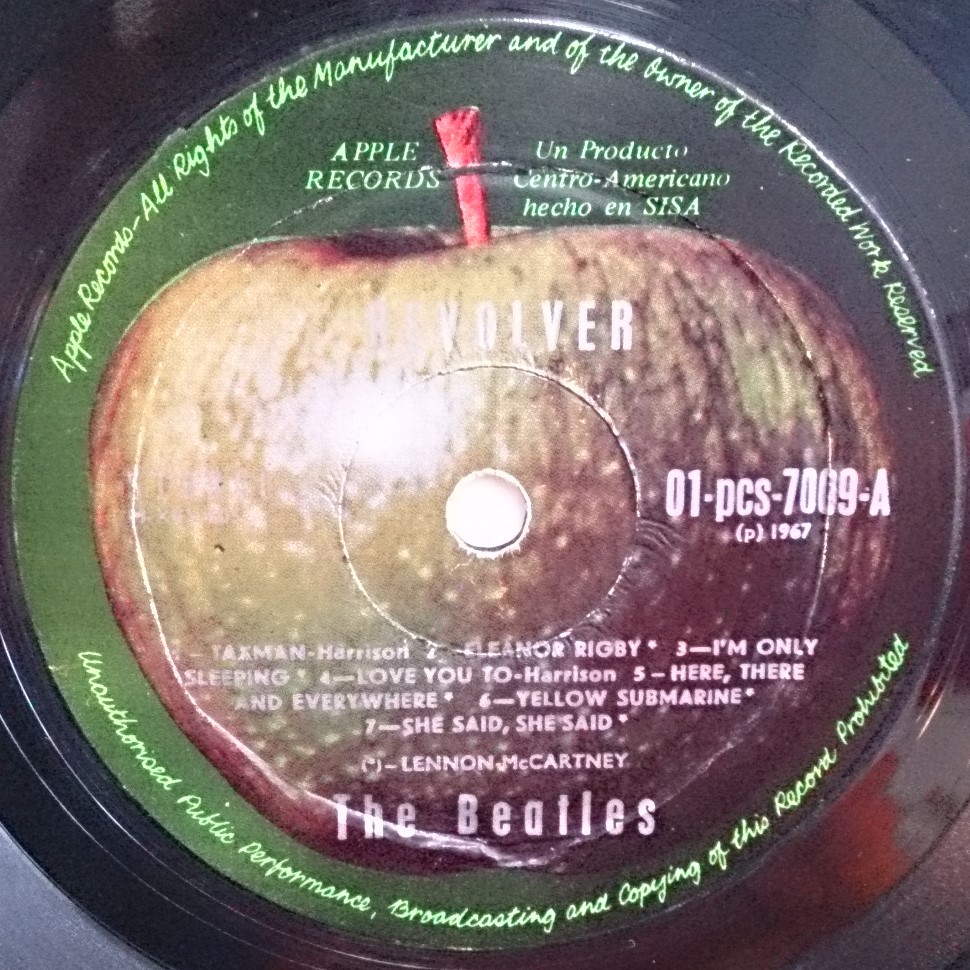 Apple Records-All Rights of the Manufacturer and of the Owner of the Recorded Work Reserved
APPLE
RECORDS
Un Producto
Centro-Americano
hecho en SISA
REVOLVER
01-pcs-7009-A
(p) 1967
TAXMAN-Harrison 2 -ELEANOR RIGBY * 3—I'M ONLY
SLEEPING * 4—LOVE YOU TO-Harrison 5-HERE, THERE
AND EVERYWHERE * 6—YELLOW SUBMARINE*
7—SHE SAID, SHE SAID *
(*)-LENNON-McCARTNEY
The Beatles
Unauthorised Public Performance, Broadcasting and Copying of this Record Prohibited